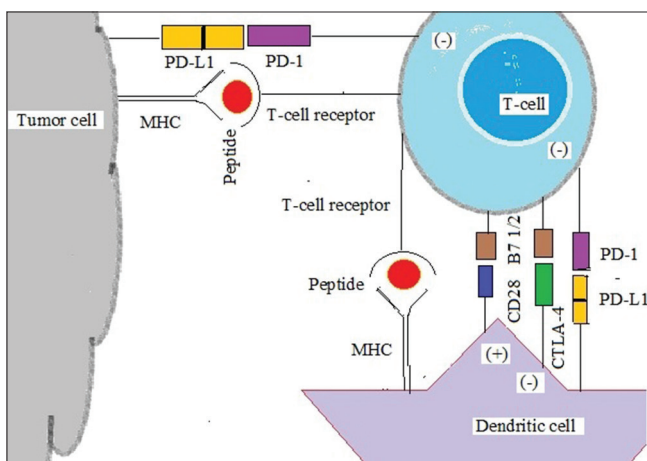 (-)
PD-L1
PD-1
T-cell
Tumor cell
MHC
T-cell receptor
Peptide
(-)
T-cell receptor
B7 1/2
PD-1
-
Peptide
CD28
PD-L1
MHC
CTLA-4
(+)
(-)
Dendritic cell